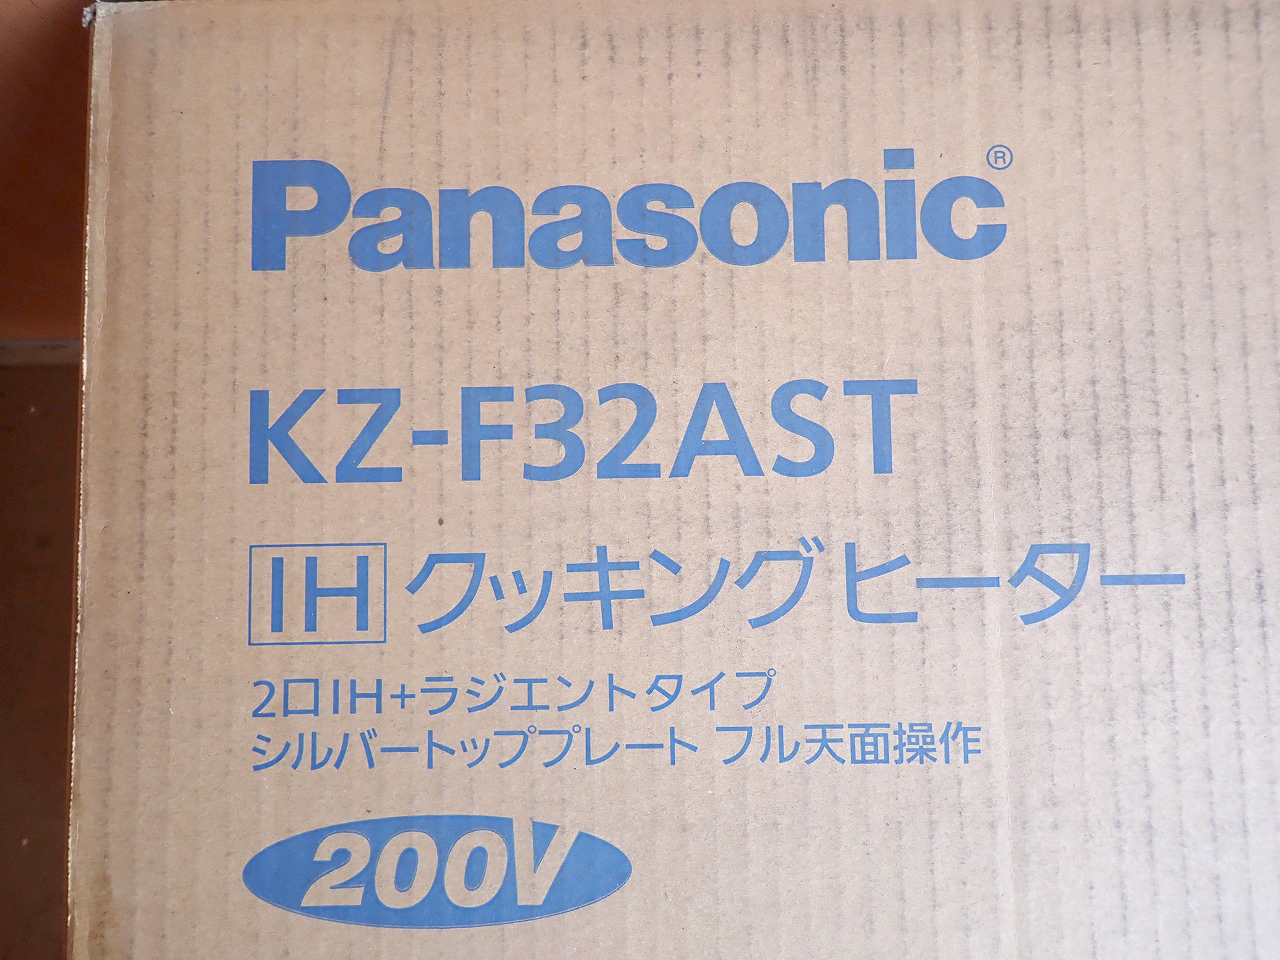 Panasonic®
KZ-F32AST
IH クッキングヒーター
2口IH+ラジエントタイプ
シルバートッププレート フル天面操作
200V